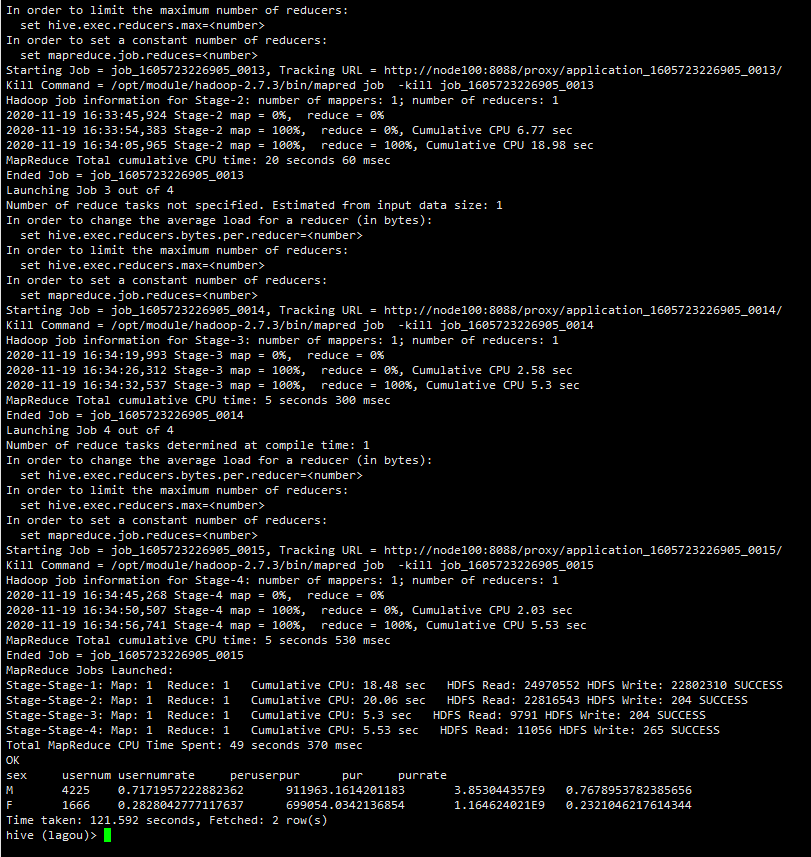 In order to limit the maximum number of reducers:
  set hive.exec.reducers.max=<number>
In order to set a constant number of reducers:
  set mapreduce.job.reduces=<number>
Starting Job = job_1605723226905_0013, Tracking URL = http://node100:8088/proxy/application_1605723226905_0013/
Kill Command = /opt/module/hadoop-2.7.3/bin/mapred job  -kill job_1605723226905_0013
Hadoop job information for Stage-2: number of mappers: 1; number of reducers: 1
2020-11-19 16:33:45,924 Stage-2 map = 0%,  reduce = 0%
2020-11-19 16:33:54,383 Stage-2 map = 100%,  reduce = 0%, Cumulative CPU 6.77 sec
2020-11-19 16:34:05,965 Stage-2 map = 100%,  reduce = 100%, Cumulative CPU 18.98 sec
MapReduce Total cumulative CPU time: 20 seconds 60 msec
Ended Job = job_1605723226905_0013
Launching Job 3 out of 4
Number of reduce tasks not specified. Estimated from input data size: 1
In order to change the average load for a reducer (in bytes):
  set hive.exec.reducers.bytes.per.reducer=<number>
In order to limit the maximum number of reducers:
  set hive.exec.reducers.max=<number>
In order to set a constant number of reducers:
  set mapreduce.job.reduces=<number>
Starting Job = job_1605723226905_0014, Tracking URL = http://node100:8088/proxy/application_1605723226905_0014/
Kill Command = /opt/module/hadoop-2.7.3/bin/mapred job  -kill job_1605723226905_0014
Hadoop job information for Stage-3: number of mappers: 1; number of reducers: 1
2020-11-19 16:34:19,993 Stage-3 map = 0%,  reduce = 0%
2020-11-19 16:34:26,312 Stage-3 map = 100%,  reduce = 0%, Cumulative CPU 2.58 sec
2020-11-19 16:34:32,537 Stage-3 map = 100%,  reduce = 100%, Cumulative CPU 5.3 sec
MapReduce Total cumulative CPU time: 5 seconds 300 msec
Ended Job = job_1605723226905_0014
Launching Job 4 out of 4
Number of reduce tasks determined at compile time: 1
In order to change the average load for a reducer (in bytes):
  set hive.exec.reducers.bytes.per.reducer=<number>
In order to limit the maximum number of reducers:
  set hive.exec.reducers.max=<number>
In order to set a constant number of reducers:
  set mapreduce.job.reduces=<number>
Starting Job = job_1605723226905_0015, Tracking URL = http://node100:8088/proxy/application_1605723226905_0015/
Kill Command = /opt/module/hadoop-2.7.3/bin/mapred job  -kill job_1605723226905_0015
Hadoop job information for Stage-4: number of mappers: 1; number of reducers: 1
2020-11-19 16:34:45,268 Stage-4 map = 0%,  reduce = 0%
2020-11-19 16:34:50,507 Stage-4 map = 100%,  reduce = 0%, Cumulative CPU 2.03 sec
2020-11-19 16:34:56,741 Stage-4 map = 100%,  reduce = 100%, Cumulative CPU 5.53 sec
MapReduce Total cumulative CPU time: 5 seconds 530 msec
Ended Job = job_1605723226905_0015
MapReduce Jobs Launched:
Stage-Stage-1: Map: 1  Reduce: 1   Cumulative CPU: 18.48 sec   HDFS Read: 24970552 HDFS Write: 22802310 SUCCESS
Stage-Stage-2: Map: 1  Reduce: 1   Cumulative CPU: 20.06 sec   HDFS Read: 22816543 HDFS Write: 204 SUCCESS
Stage-Stage-3: Map: 1  Reduce: 1   Cumulative CPU: 5.3 sec   HDFS Read: 9791 HDFS Write: 204 SUCCESS
Stage-Stage-4: Map: 1  Reduce: 1   Cumulative CPU: 5.53 sec   HDFS Read: 11056 HDFS Write: 265 SUCCESS
Total MapReduce CPU Time Spent: 49 seconds 370 msec
OK
sex     usernum usernumrate     peruserpur      pur     purrate
M       4225    0.7171957222882362      911963.1614201183       3.853044357E9   0.7678953782385656
F       1666    0.2828042777117637      699054.0342136854       1.164624021E9   0.2321046217614344
Time taken: 121.592 seconds, Fetched: 2 row(s)
hive (lagou)>